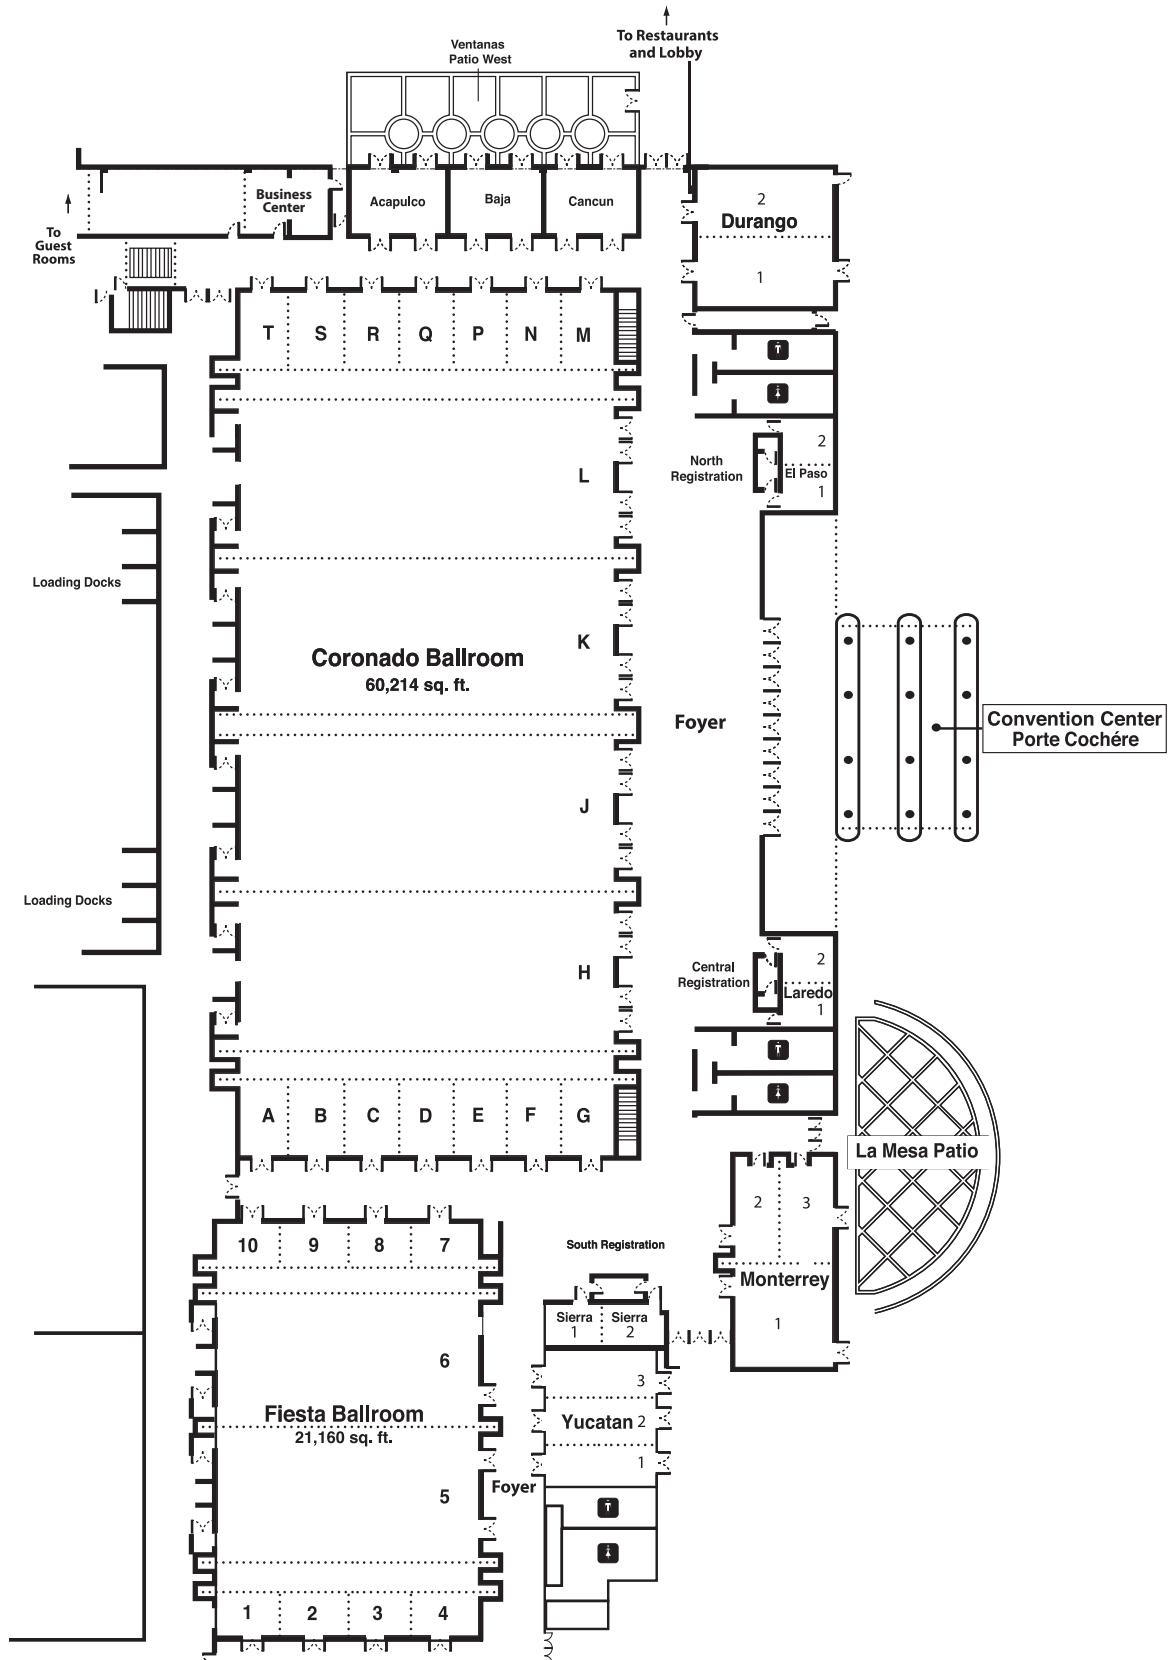 To Restaurants
and Lobby
Ventanas
Patio West
Business
Center
Acapulco
Baja
Cancun
2
Durango
1
To
Guest
Rooms
T
S
R
Q
P
N
M
L
North
Registration
2
El Paso
1
Loading Docks
K
Coronado Ballroom
60,214 sq. ft.
Foyer
Convention Center
Porte Cochére
J
Loading Docks
H
Central
Registration
2
Laredo
1
A
B
C
D
E
F
G
La Mesa Patio
2
3
Monterrey
1
10
9
8
7
South Registration
Sierra
1
Sierra
2
6
3
Fiesta Ballroom
21,160 sq. ft.
Yucatan
2
1
Foyer
5
1
2
3
4